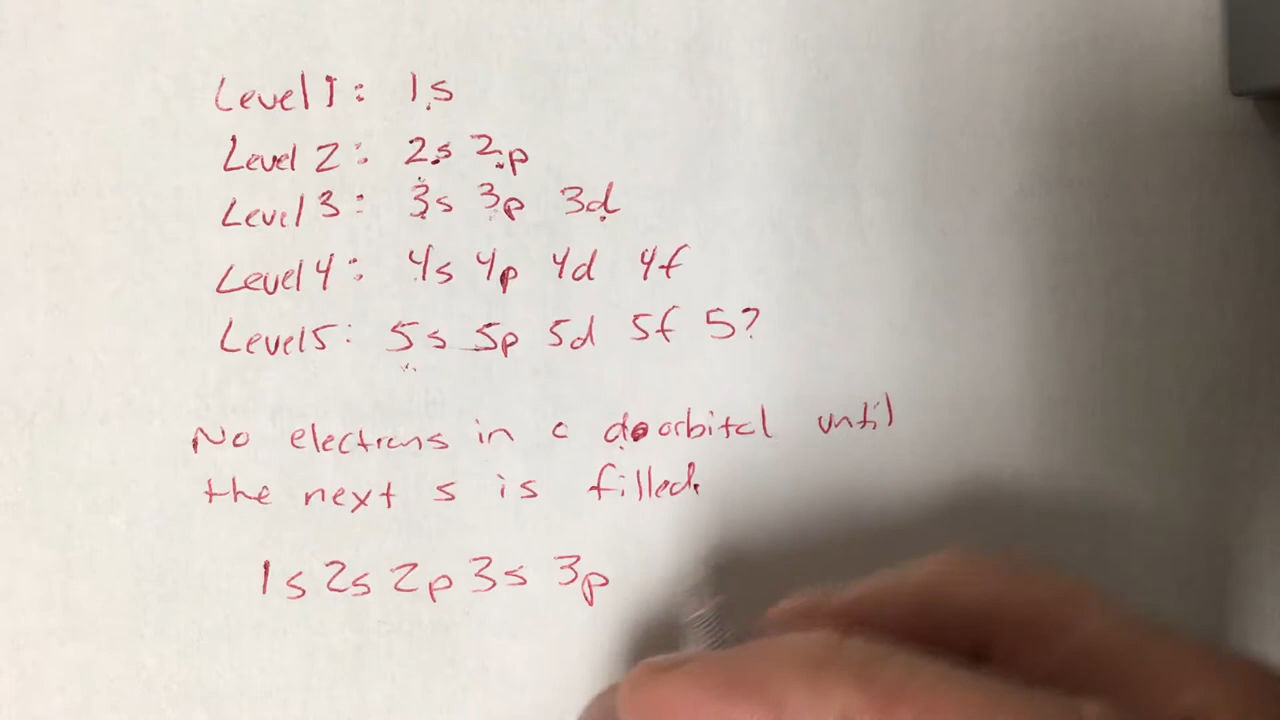 Level 1: 1s
Level 2: 2s 2p
Level 3: 3s 3p 3d
Level 4: 4s 4p 4d 4f
Level 5: 5s 5p 5d 5f 5?
No electrons in a d orbital until
the next s is filled.
1s 2s 2p 3s 3p